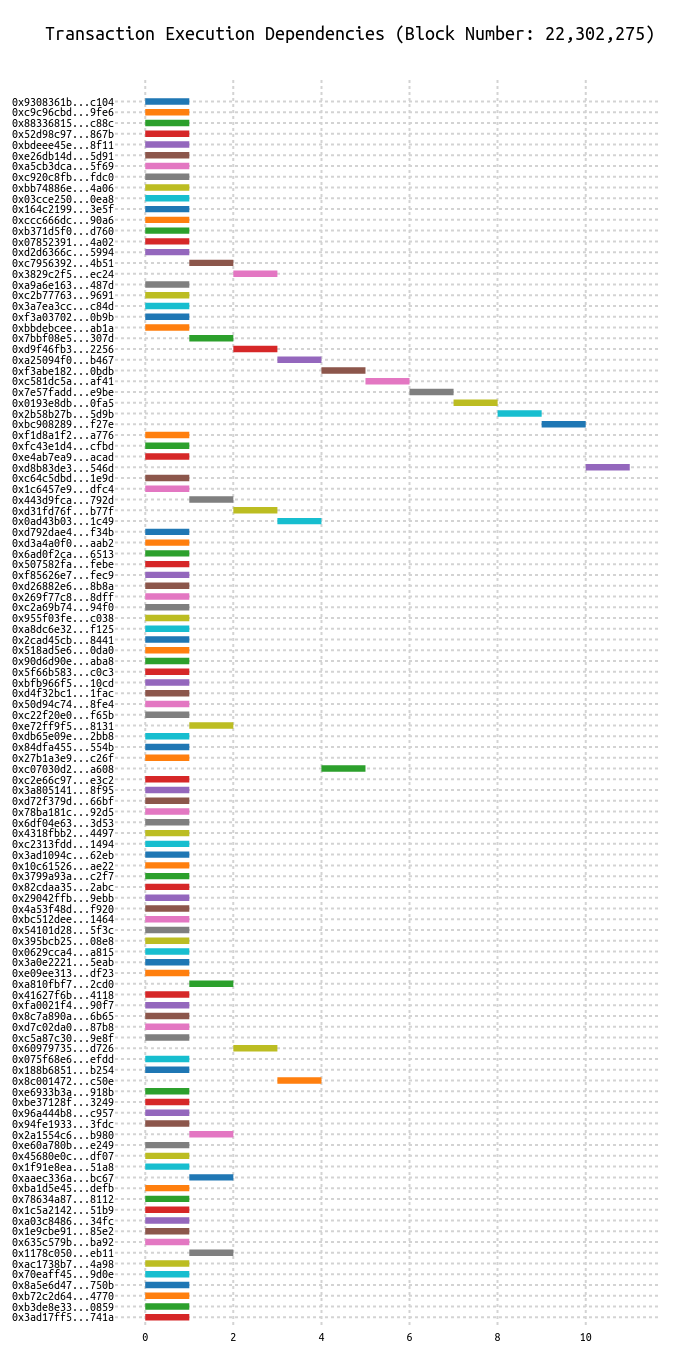 Transaction Execution Dependencies (Block Number: 22,302,275)
0x9308361b...c104
0xc9c96cbd...9fe6
0x88336815...c88c
0x52d98c97...867b
0xbdeee45e...8f11
0xe26db14d...5d91
0xa5cb3dca...5f69
0xc920c8fb...fdc0
0xbb74886e...4a06
0x03cce250...0ea8
0x164c2199...3e5f
0xccc666dc...90a6
0xb371d5f0...d760
0x07852391...4a02
0xd2d6366c...5994
0xc7956392...4b51
0x3829c2f5...ec24
0xa9a6e163...487d
0xc2b77763...9691
0x3a7ea3cc...c84d
0xf3a03702...0b9b
0xbbdebcee...ab1a
0x7bbf08e5...307d
0xd9f46fb3...2256
0xa25094f0...b467
0xf3abe182...0bdb
0xc581dc5a...af41
0x7e57fadd...e9be
0x0193e8db...0fa5
0x2b58b27b...5d9b
0xbc908289...f27e
0xf1d8a1f2...a776
0xfc43e1d4...cfbd
0xe4ab7ea9...acad
0xd8b83de3...546d
0xc64c5dbd...1e9d
0x1c6457e9...dfc4
0x443d9fca...792d
0xd31fd76f...b77f
0x0ad43b03...1c49
0xd792dae4...f34b
0xd3a4a0f0...aab2
0x6ad0f2ca...6513
0x507582fa...febe
0xf85626e7...fec9
0xd26882e6...8b8a
0x269f77c8...8dff
0xc2a69b74...94f0
0x955f03fe...c038
0xa8dc6e32...f125
0x2cad45cb...8441
0x518ad5e6...0da0
0x90d6d90e...aba8
0x5f66b583...c0c3
0xbfb966f5...10cd
0xd4f32bc1...1fac
0x50d94c74...8fe4
0xc22f20e0...f65b
0xe72ff9f5...8131
0xdb65e09e...2bb8
0x84dfa455...554b
0x27b1a3e9...c26f
0xc07030d2...a608
0xc2e66c97...e3c2
0x3a805141...8f95
0xd72f379d...66bf
0x78ba181c...92d5
0x6df04e63...3d53
0x4318fbb2...4497
0xc2313fdd...1494
0x3ad1094c...62eb
0x10c61526...ae22
0x3799a93a...c2f7
0x82cdaa35...2abc
0x29042ffb...9ebb
0x4a53f48d...f920
0xbc512dee...1464
0x54101d28...5f3c
0x395bcb25...08e8
0x0629cca4...a815
0x3a0e2221...5eab
0xe09ee313...df23
0xa810fbf7...2cd0
0x41627f6b...4118
0xfa0021f4...90f7
0x8c7a890a...6b65
0xd7c02da0...87b8
0xc5a87c30...9e8f
0x60979735...d726
0x075f68e6...efdd
0x188b6851...b254
0x8c001472...c50e
0xe6933b3a...918b
0xbe37128f...3249
0x96a444b8...c957
0x94fe1933...3fdc
0x2a1554c6...b980
0xe60a780b...e249
0x45680e0c...df07
0x1f91e8ea...51a8
0xaaec336a...bc67
0xba1d5e45...defb
0x78634a87...8112
0x1c5a2142...51b9
0xa03c8486...34fc
0x1e9cbe91...85e2
0x635c579b...ba92
0x1178c050...eb11
0xac1738b7...4a98
0x70eaff45...9d0e
0x8a5e6d47...750b
0xb72c2d64...4770
0xb3de8e33...0859
0x3ad17ff5...741a
0 2 4 6 8 10